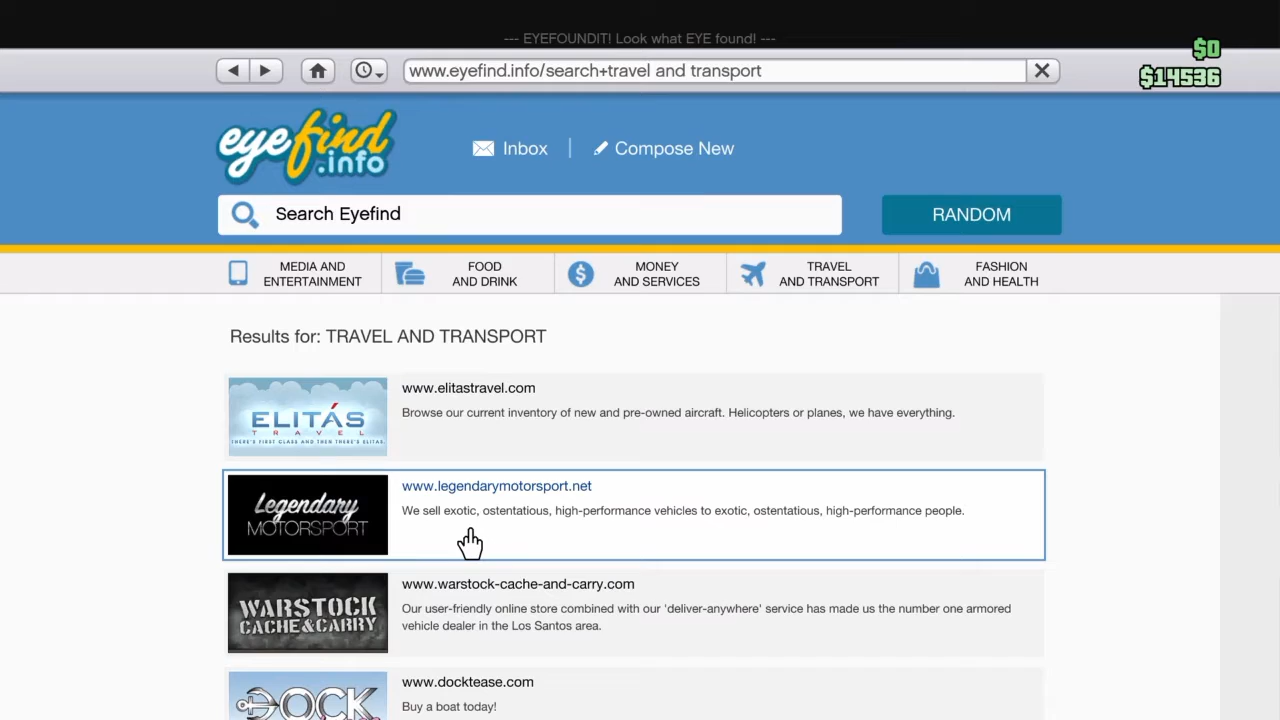 --- EYEFOUNDIT! Look what EYE found! ---
$0
www.eyefind.info/search+travel and transport
$14536
eyefind
.info
Inbox
Compose New
Search Eyefind
RANDOM
MEDIA AND
ENTERTAINMENT
FOOD
AND DRINK
MONEY
AND SERVICES
TRAVEL
AND TRANSPORT
FASHION
AND HEALTH
Results for: TRAVEL AND TRANSPORT
ELITÁS
TRAVEL
THERE'S FIRST CLASS AND THEN THERE'S ELITAS.
www.elitastravel.com
Browse our current inventory of new and pre-owned aircraft. Helicopters or planes, we have everything.
Legendary
MOTORSPORT
www.legendarymotorsport.net
We sell exotic, ostentatious, high-performance vehicles to exotic, ostentatious, high-performance people.
WARSTOCK
CACHE&CARRY
www.warstock-cache-and-carry.com
Our user-friendly online store combined with our 'deliver-anywhere' service has made us the number one armored
vehicle dealer in the Los Santos area.
DOCK
www.docktease.com
Buy a boat today!